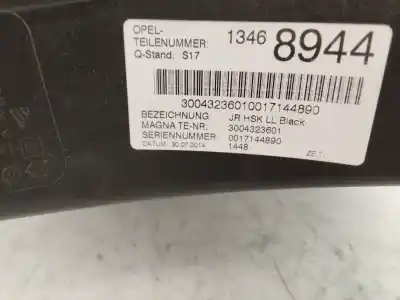 OPEL-
TEILENUMMER: 1346 8944
Q-Stand. S17
30043236010017144890
BEZEICHNUNG JR HSK LL Black
MAGNA TE-NR: 3004323601
SERIENNUMMER: 0017144890
DATUM: 30.07.2014 1448